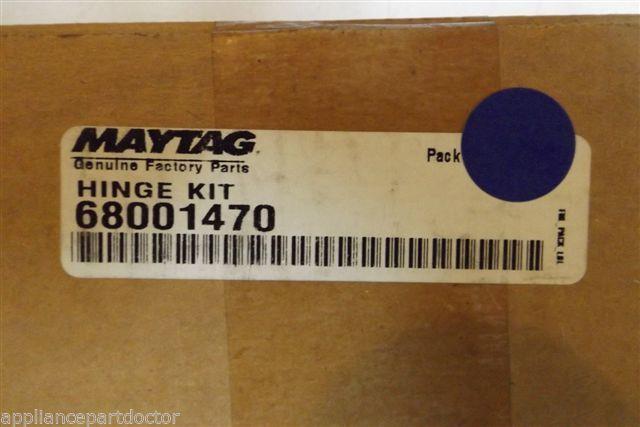 MAYTAG
Genuine Factory Parts
Pack
HINGE KIT
68001470
appliancepartdoctor